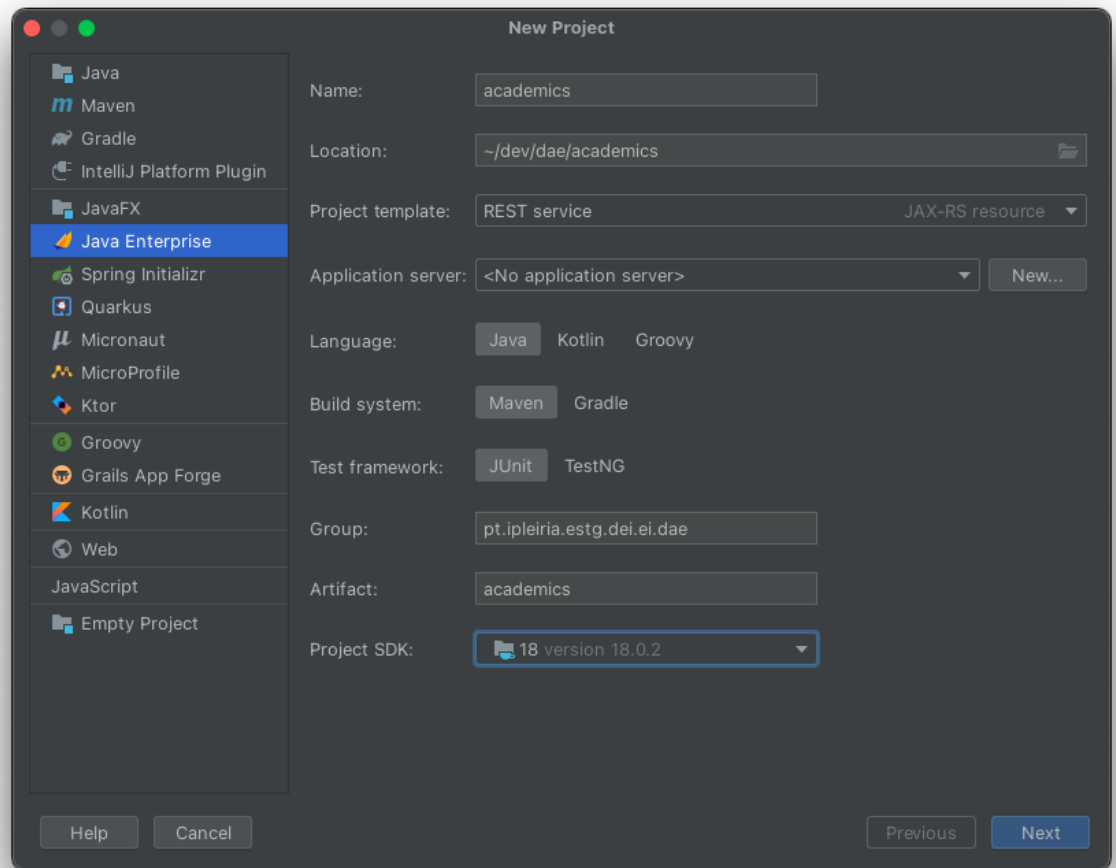 New Project
Java
Maven
Gradle
IntelliJ Platform Plugin
JavaFX
Java Enterprise
Spring Initializr
Quarkus
Micronaut
MicroProfile
Ktor
Groovy
Grails App Forge
Kotlin
Web
JavaScript
Empty Project
Name: academics
Location: ~/dev/dae/academics
Project template: REST service JAX-RS resource
Application server: <No application server> New...
Language: Java Kotlin Groovy
Build system: Maven Gradle
Test framework: JUnit TestNG
Group: pt.ipleiria.estg.dei.ei.dae
Artifact: academics
Project SDK: 18 version 18.0.2
Help Cancel Previous Next